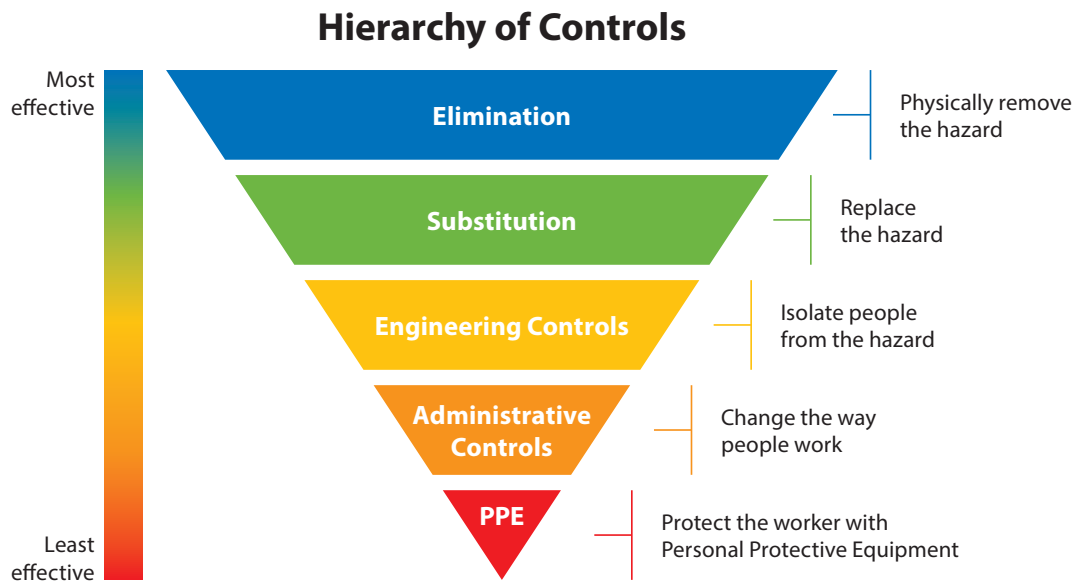 Hierarchy of Controls
Most
effective
Elimination
Physically remove
the hazard
Substitution
Replace
the hazard
Engineering Controls
Isolate people
from the hazard
Administrative
Controls
Change the way
people work
PPE
Protect the worker with
Personal Protective Equipment
Least
effective